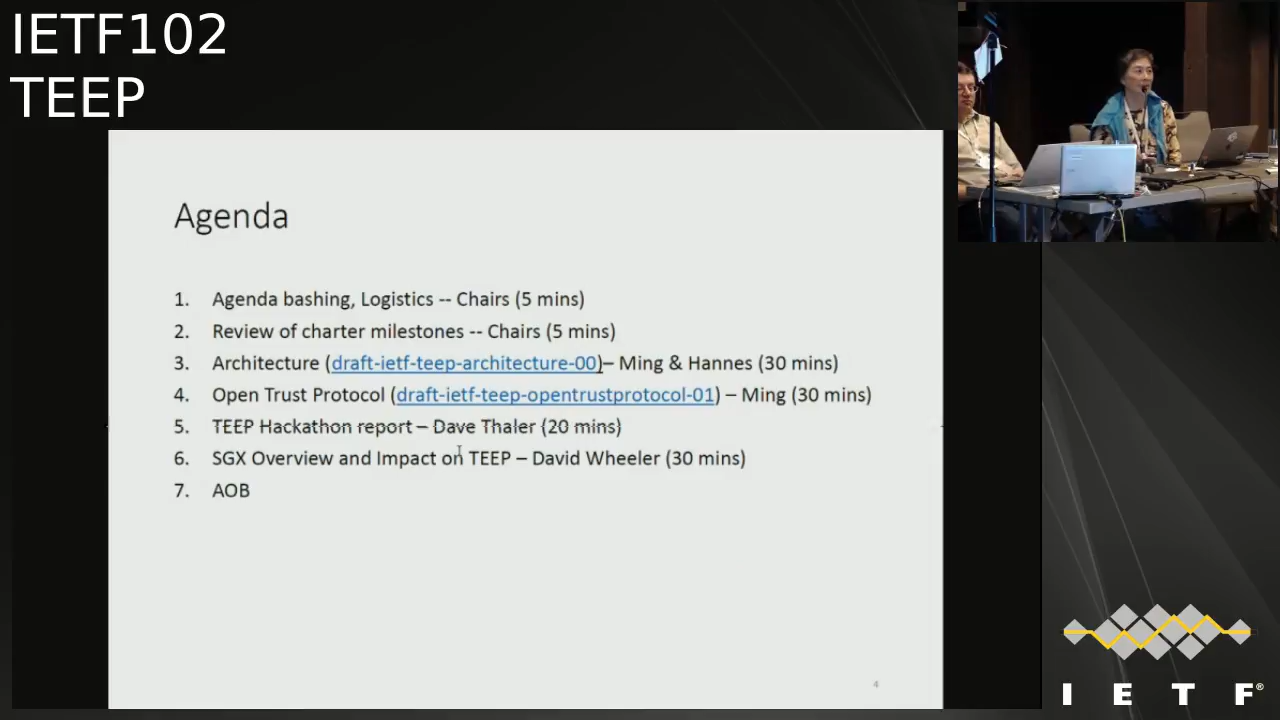 IETF102
TEEP
Agenda
1. Agenda bashing, Logistics -- Chairs (5 mins)
2. Review of charter milestones -- Chairs (5 mins)
3. Architecture (draft-ietf-teep-architecture-00)– Ming & Hannes (30 mins)
4. Open Trust Protocol (draft-ietf-teep-opentrustprotocol-01) – Ming (30 mins)
5. TEEP Hackathon report – Dave Thaler (20 mins)
6. SGX Overview and Impact on TEEP – David Wheeler (30 mins)
7. AOB
4
I E T F®